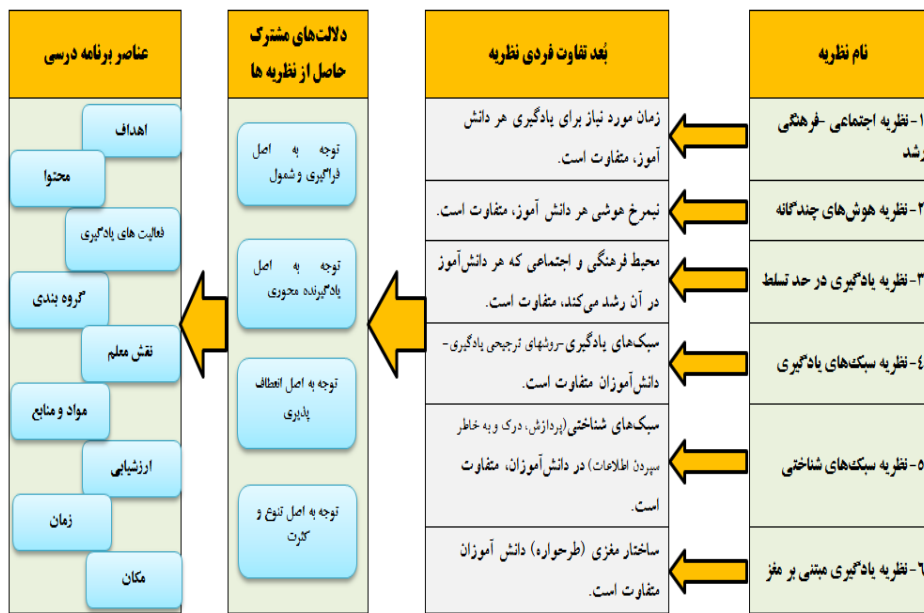 نام نظریه
۱- نظریه اجتماعی -فرهنگی
رشد
۲- نظریه هوش‌های چندگانه
۳- نظریه یادگیری در حد تسلط
٤- نظریه سبک‌های یادگیری
٥- نظریه سبک‌های شناختی
٦- نظریه یادگیری مبتنی بر مغز
بُعد تفاوت فردی نظریه
زمان مورد نیاز برای یادگیری هر دانش
آموز، متفاوت است.
نیمرخ هوشی هر دانش آموز، متفاوت است.
محیط فرهنگی و اجتماعی که هر دانش‌آموز
در آن رشد می‌کند، متفاوت است.
سبک‌های یادگیری-روشهای ترجیحی یادگیری-
دانش‌آموزان متفاوت است.
سبک‌های شناختی(پردازش، درک و به خاطر
سپردن اطلاعات) در دانش‌آموزان، متفاوت
است.
ساختار مغزی (طرحواره) دانش آموزان
متفاوت است.
دلالت‌های مشترک
حاصل از نظریه ها
توجه به اصل
فراگیری و شمول
توجه به اصل
یادگیرنده محوری
توجه به اصل انعطاف
پذیری
توجه به اصل تنوع و
کثرت
عناصر برنامه درسی
اهداف
محتوا
فعالیت های یادگیری
گروه بندی
نقش معلم
مواد و منابع
ارزشیابی
زمان
مکان